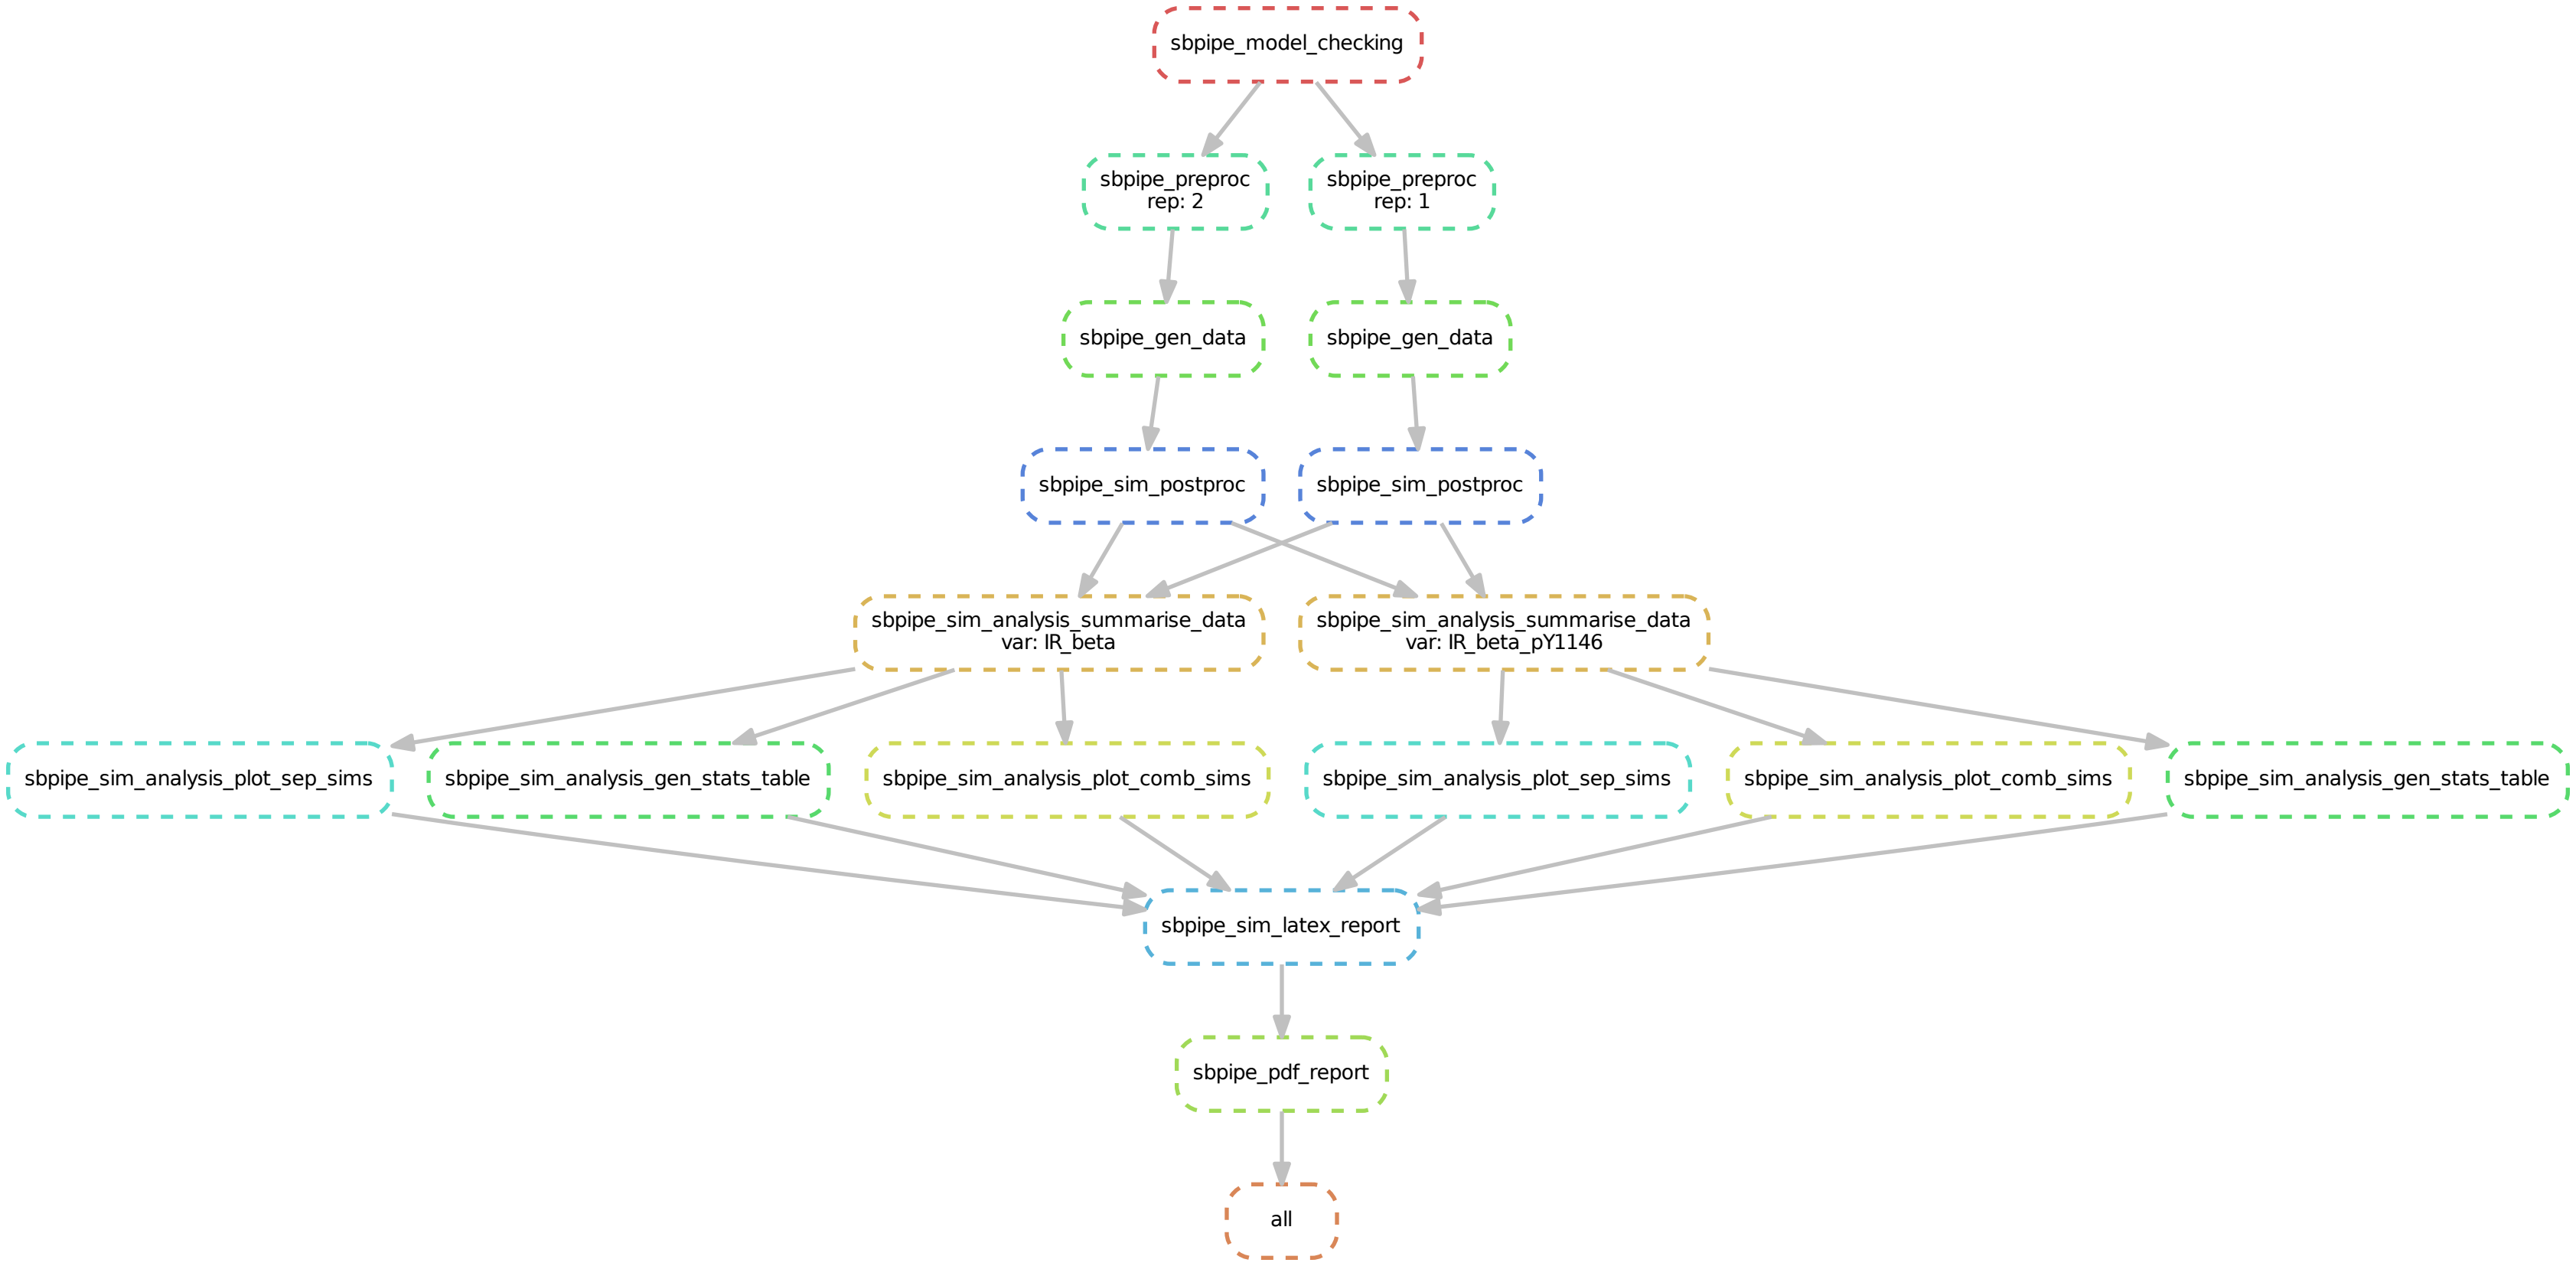 sbpipe_model_checking
sbpipe_preproc
rep: 2
sbpipe_preproc
rep: 1
sbpipe_gen_data
sbpipe_gen_data
sbpipe_sim_postproc
sbpipe_sim_postproc
sbpipe_sim_analysis_summarise_data
var: IR_beta
sbpipe_sim_analysis_summarise_data
var: IR_beta_pY1146
sbpipe_sim_analysis_plot_sep_sims
sbpipe_sim_analysis_gen_stats_table
sbpipe_sim_analysis_plot_comb_sims
sbpipe_sim_analysis_plot_sep_sims
sbpipe_sim_analysis_plot_comb_sims
sbpipe_sim_analysis_gen_stats_table
sbpipe_sim_latex_report
sbpipe_pdf_report
all